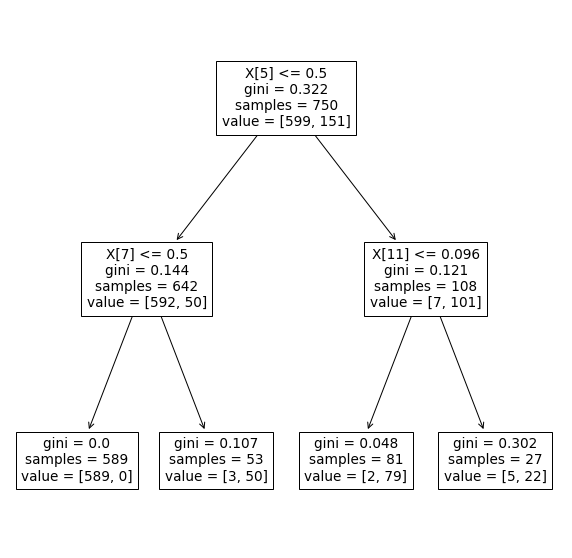 X[5] <= 0.5
gini = 0.322
samples = 750
value = [599, 151]
X[7] <= 0.5
gini = 0.144
samples = 642
value = [592, 50]
X[11] <= 0.096
gini = 0.121
samples = 108
value = [7, 101]
gini = 0.0
samples = 589
value = [589, 0]
gini = 0.107
samples = 53
value = [3, 50]
gini = 0.048
samples = 81
value = [2, 79]
gini = 0.302
samples = 27
value = [5, 22]